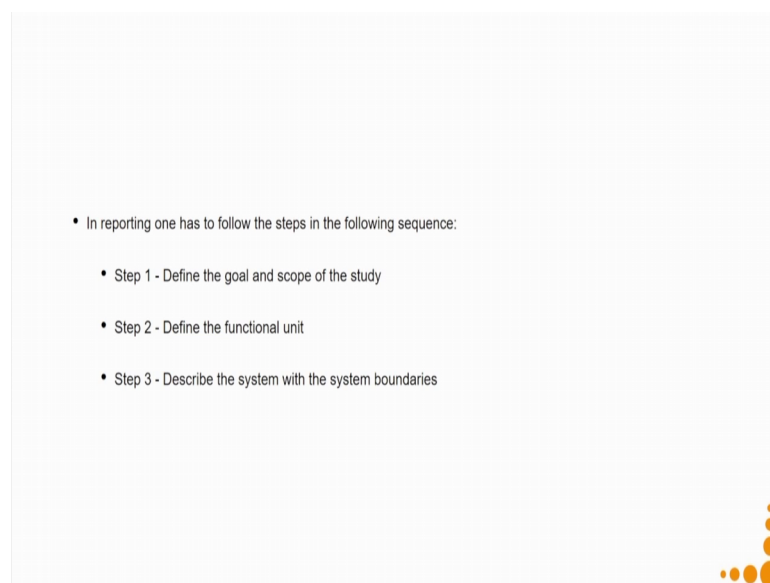 • In reporting one has to follow the steps in the following sequence:
• Step 1 - Define the goal and scope of the study
• Step 2 - Define the functional unit
• Step 3 - Describe the system with the system boundaries